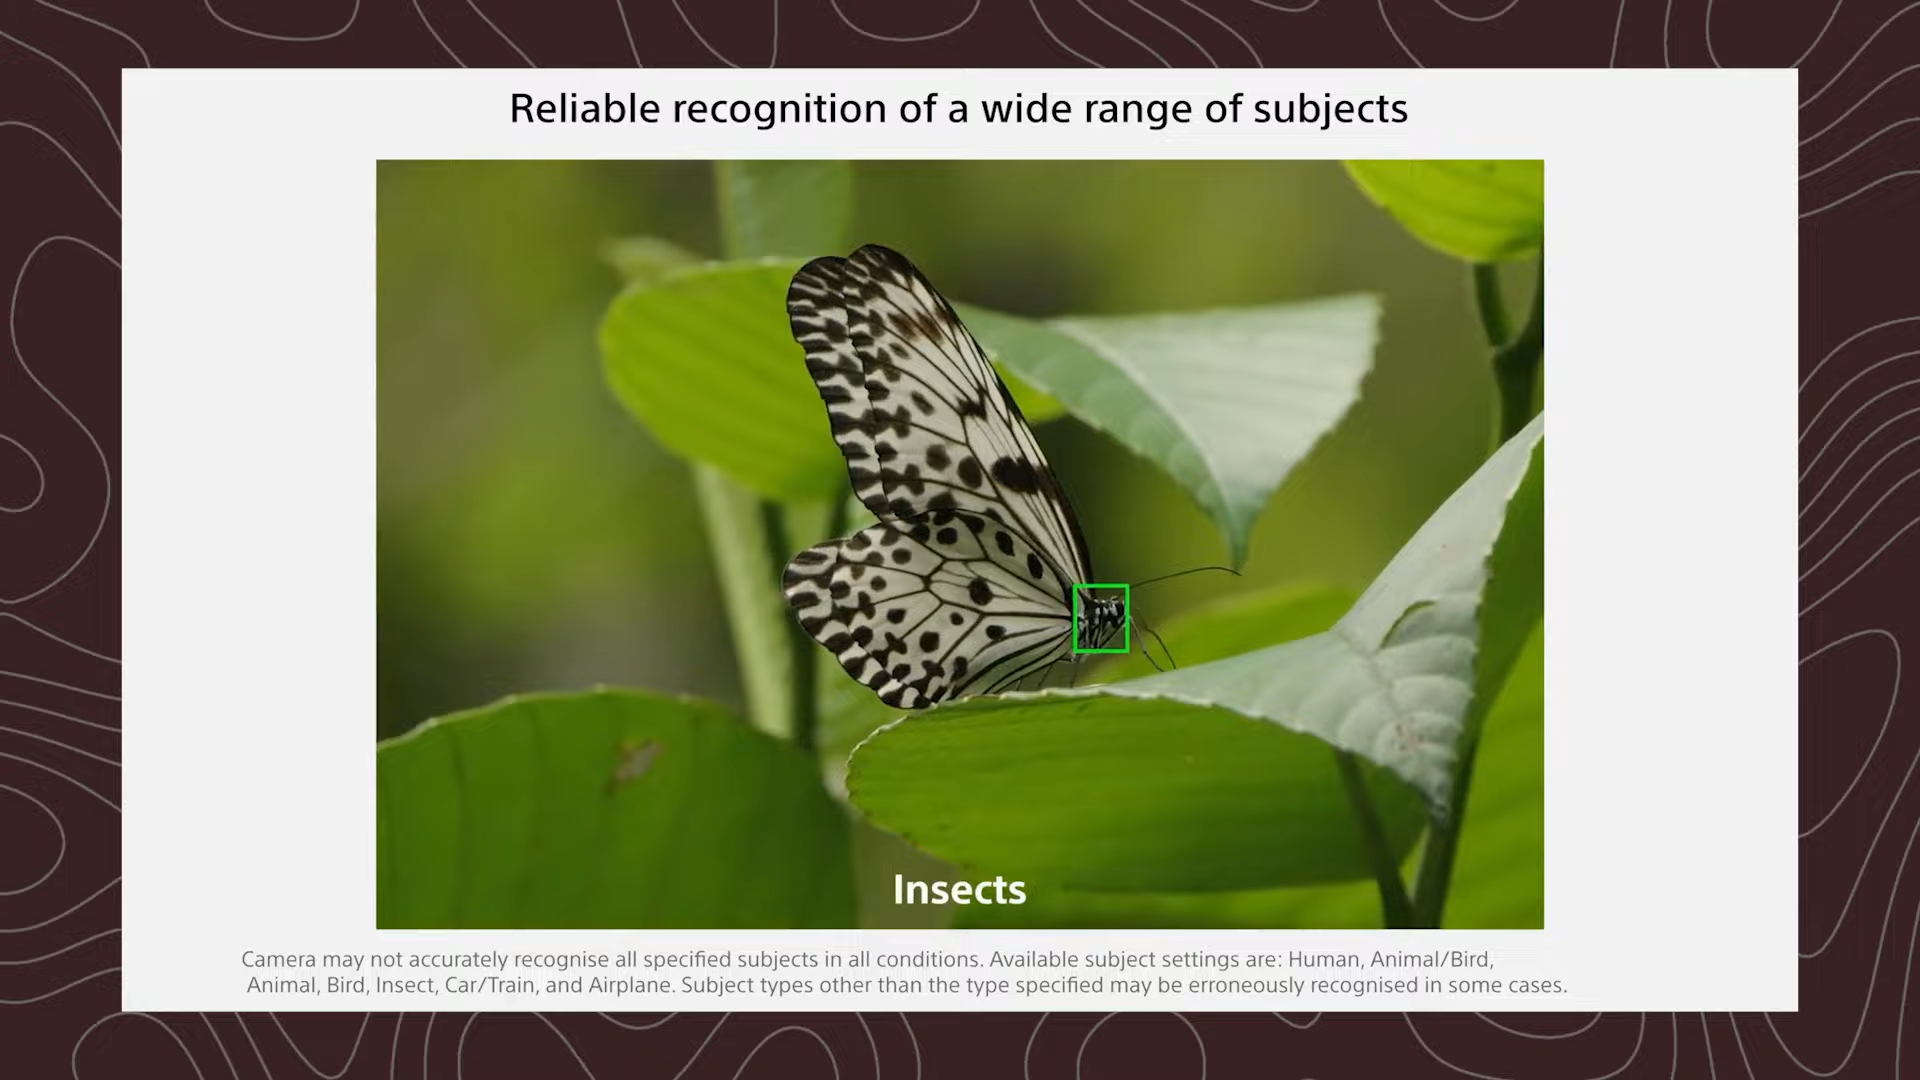 Reliable recognition of a wide range of subjects
Insects
Camera may not accurately recognise all specified subjects in all conditions. Available subject settings are: Human, Animal/Bird,
Animal, Bird, Insect, Car/Train, and Airplane. Subject types other than the type specified may be erroneously recognised in some cases.